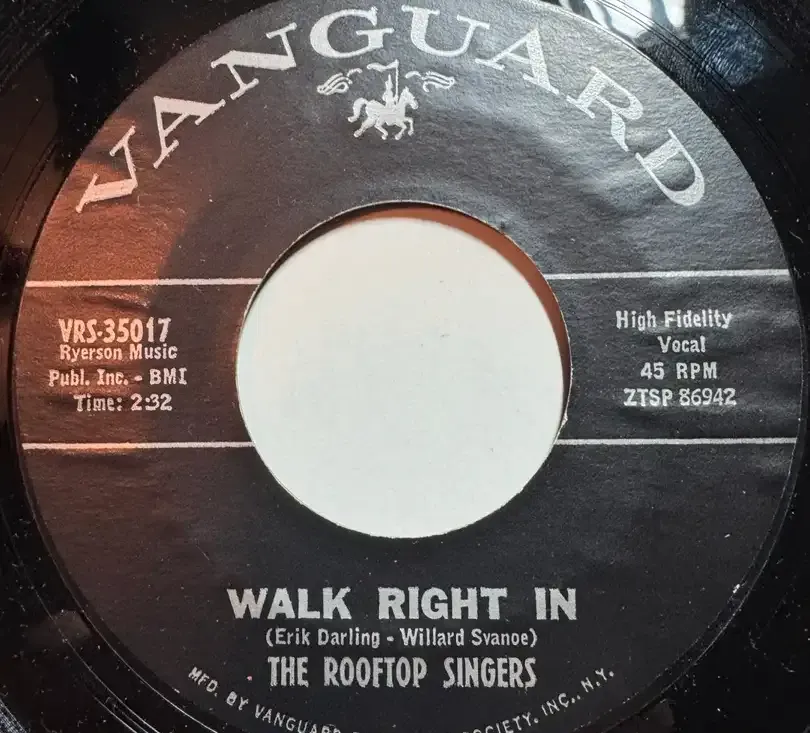 VANGUARD
VRS-35017
Ryerson Music
Publ. Inc. - BMI
Time: 2:32
High Fidelity
Vocal
45 RPM
ZTSP 86942
WALK RIGHT IN
(Erik Darling - Willard Svanoe)
THE ROOFTOP SINGERS
MFD. BY VANGUARD SOCIETY, INC., N.Y.